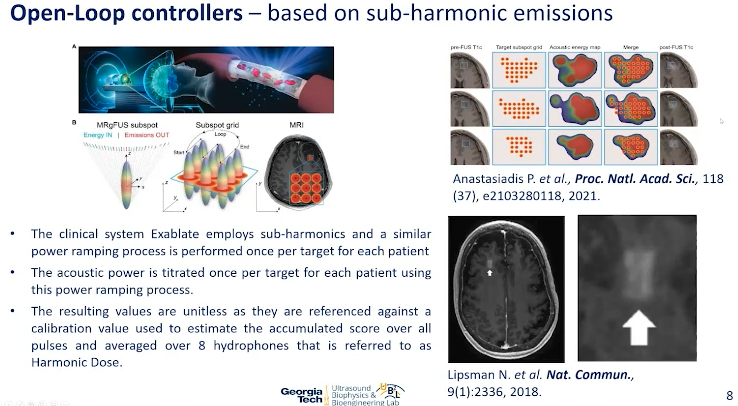 Open-Loop controllers – based on sub-harmonic emissions
A
B
MRgFUS subspot
Energy IN | Emissions OUT
Subspot grid
Loop
Start
End
MRI
pre-FUS T1c
Target subspot grid
Acoustic energy map
Merge
post-FUS T1c
Anastasiadis P. et al., Proc. Natl. Acad. Sci., 118
(37), e2103280118, 2021.
• The clinical system Exablate employs sub-harmonics and a similar
power ramping process is performed once per target for each patient
• The acoustic power is titrated once per target for each patient using
this power ramping process.
• The resulting values are unitless as they are referenced against a
calibration value used to estimate the accumulated score over all
pulses and averaged over 8 hydrophones that is referred to as
Harmonic Dose.
Lipsman N. et al. Nat. Commun.,
9(1):2336, 2018.
Georgia
Tech
Ultrasound
Biophysics &
Bioengineering Lab
8